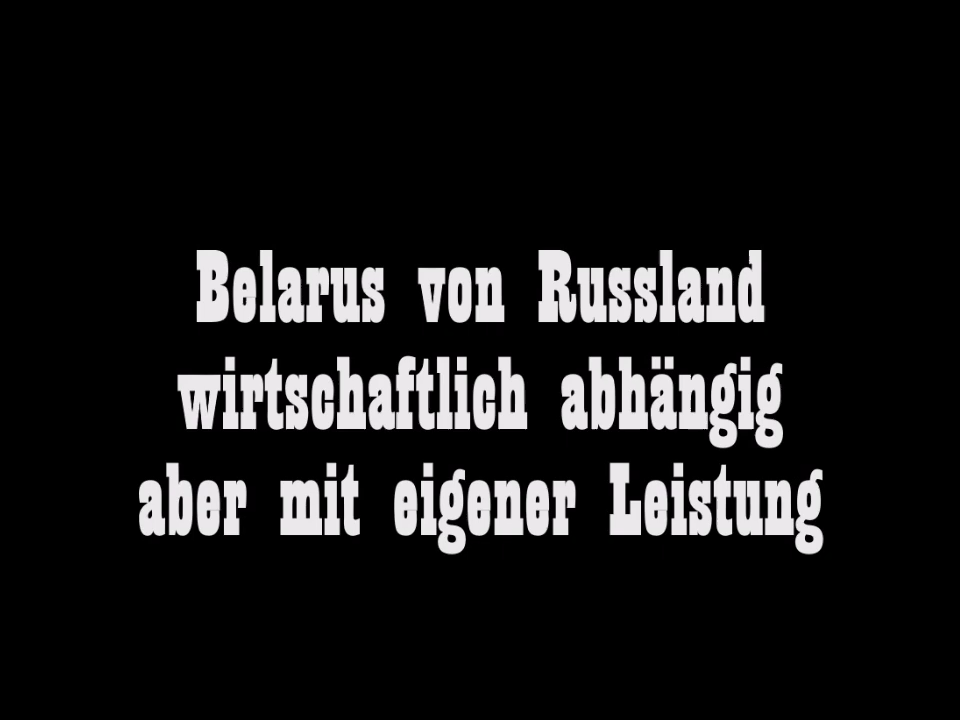 Belarus von Russland
wirtschaftlich abhängig
aber mit eigener Leistung